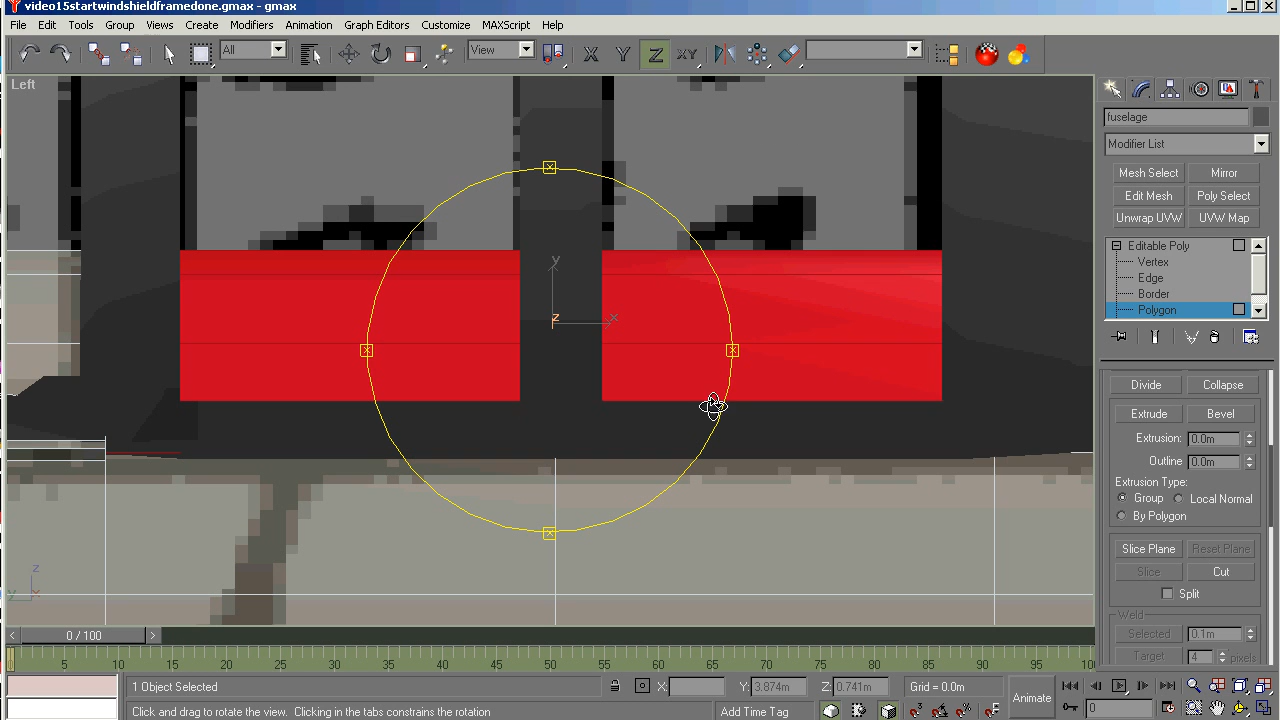 video15startwindshieldframedone.gmax - gmax
File Edit Tools Group Views Create Modifiers Animation Graph Editors Customize MAXScript Help
All View X Y Z XY
Left
fuselage
Modifier List
Mesh Select Mirror
Edit Mesh Poly Select
Unwrap UVW UVW Map
Editable Poly
Vertex
Edge
Border
Polygon
y
z x
Divide Collapse
Extrude Bevel
Extrusion: 0.0m
Outline 0.0m
Extrusion Type:
Group Local Normal
By Polygon
Slice Plane Reset Plane
Slice Cut
Split
Weld
Selected 0.1m
Target 4 pixels
z
y x
< 0 / 100 >
5 10 15 20 25 30 35 40 45 50 55 60 65 70 75 80 85 90 95 100
1 Object Selected X: Y: 3.874m Z: 0.741m Grid = 0.0m
Animate
0
Click and drag to rotate the view. Clicking in the tabs constrains the rotation Add Time Tag